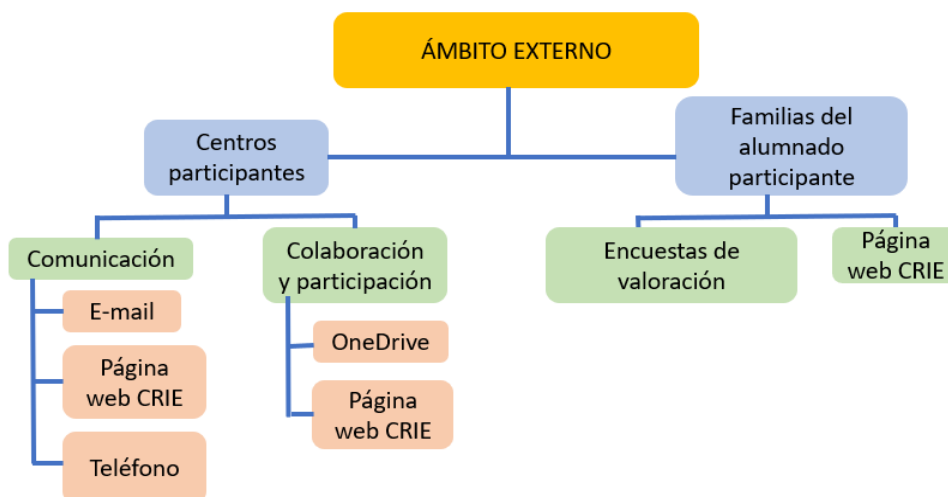 ÁMBITO EXTERNO
Centros
participantes
Familias del
alumnado
participante
Comunicación
Colaboración
y participación
Encuestas de
valoración
Página
web CRIE
E-mail
Página
web CRIE
Teléfono
OneDrive
Página
web CRIE